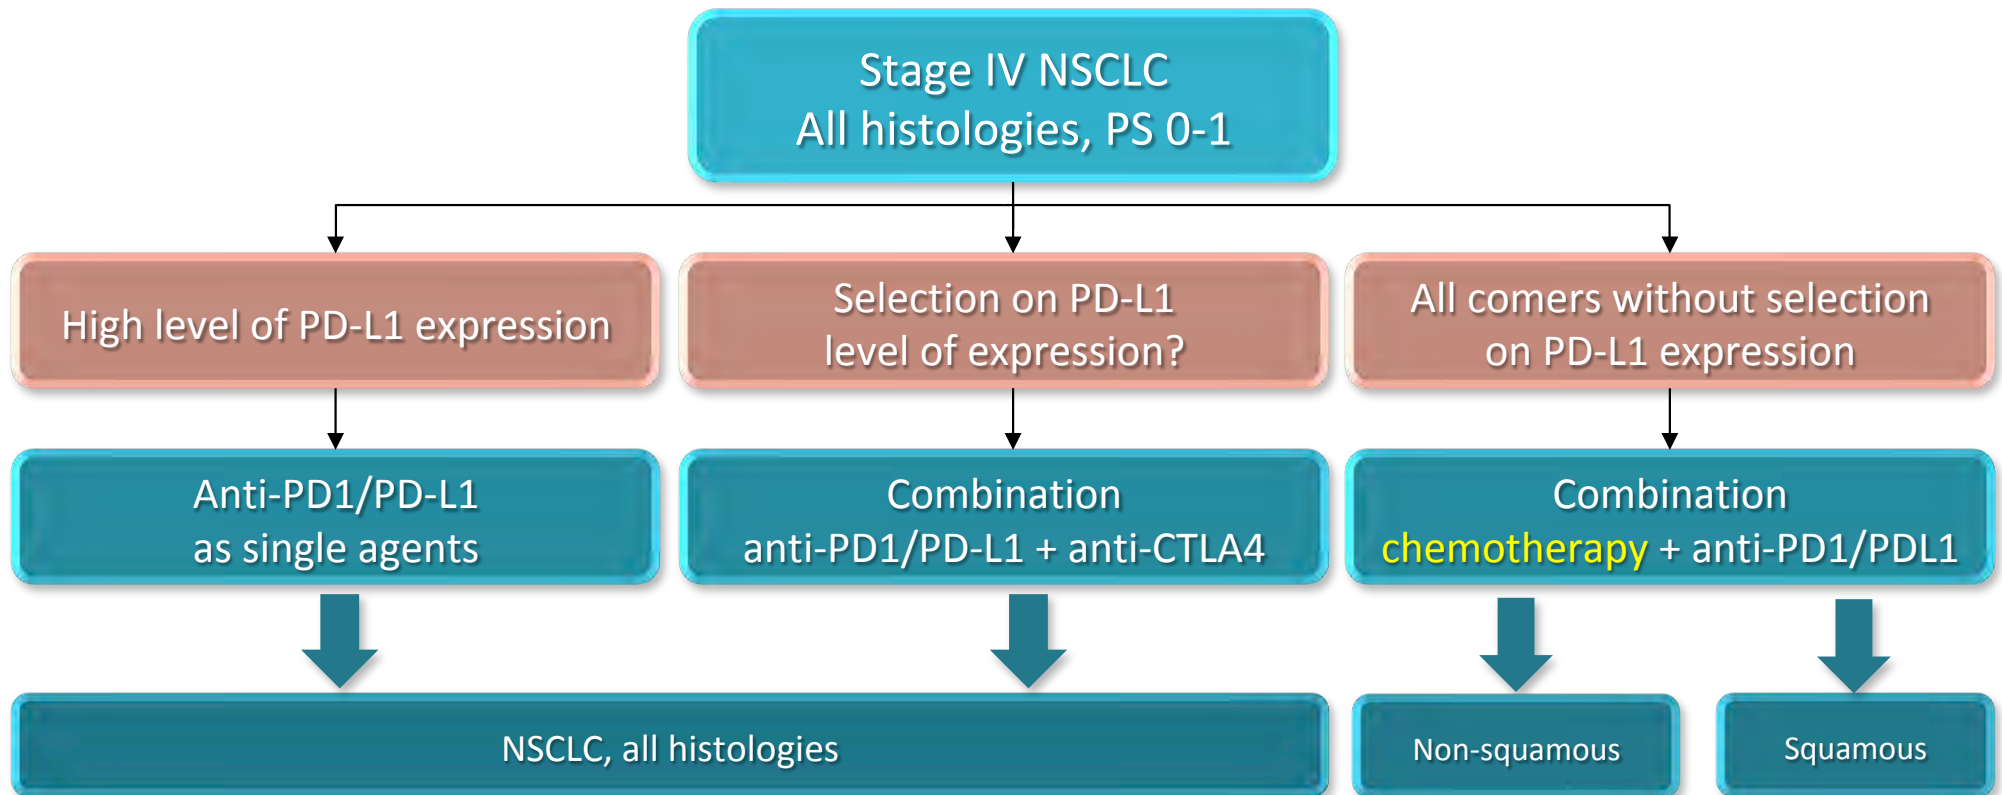 Stage IV NSCLC
All histologies, PS 0-1
High level of PD-L1 expression
Selection on PD-L1
level of expression?
All comers without selection
on PD-L1 expression
Anti-PD1/PD-L1
as single agents
Combination
anti-PD1/PD-L1 + anti-CTLA4
Combination
chemotherapy + anti-PD1/PDL1
NSCLC, all histologies
Non-squamous
Squamous